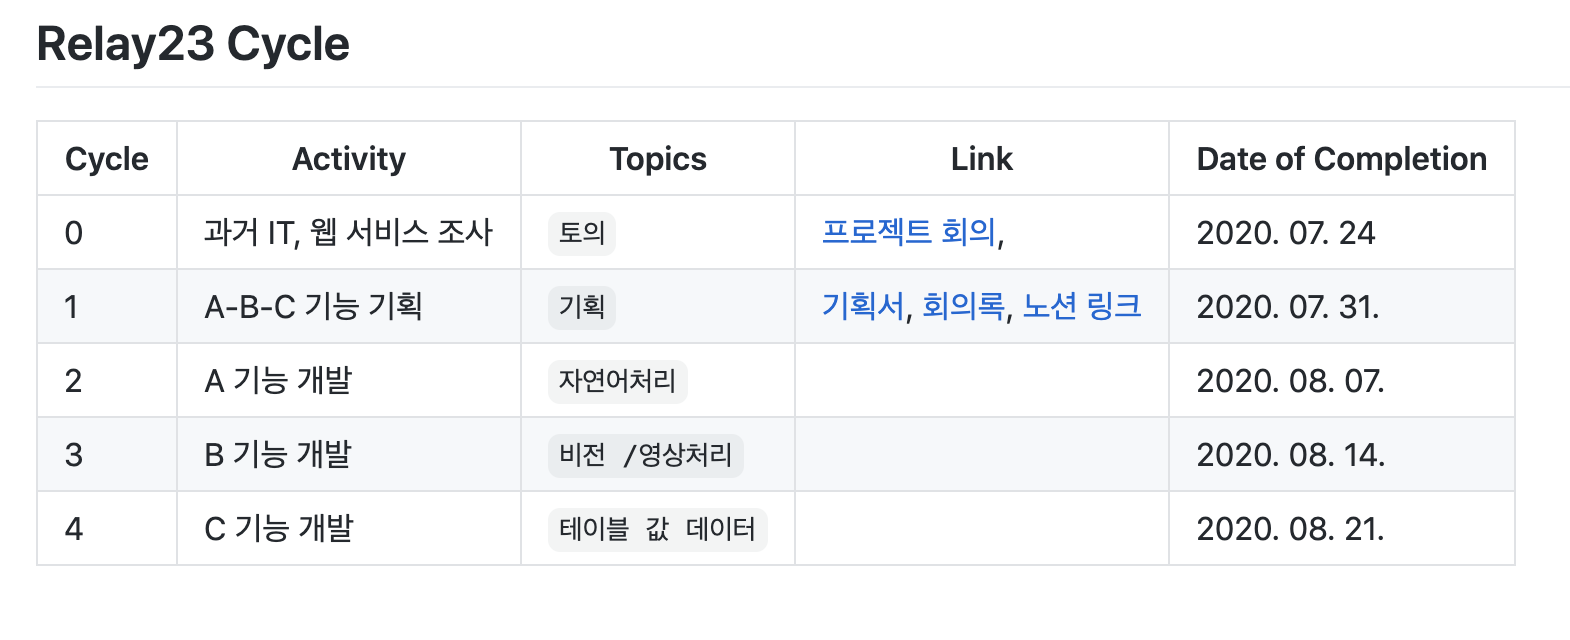 Relay23 Cycle
Cycle Activity Topics Link Date of Completion
0 과거 IT, 웹 서비스 조사 토의 프로젝트 회의, 2020. 07. 24
1 A-B-C 기능 기획 기획 기획서, 회의록, 노션 링크 2020. 07. 31.
2 A 기능 개발 자연어처리 2020. 08. 07.
3 B 기능 개발 비전 /영상처리 2020. 08. 14.
4 C 기능 개발 테이블 값 데이터 2020. 08. 21.